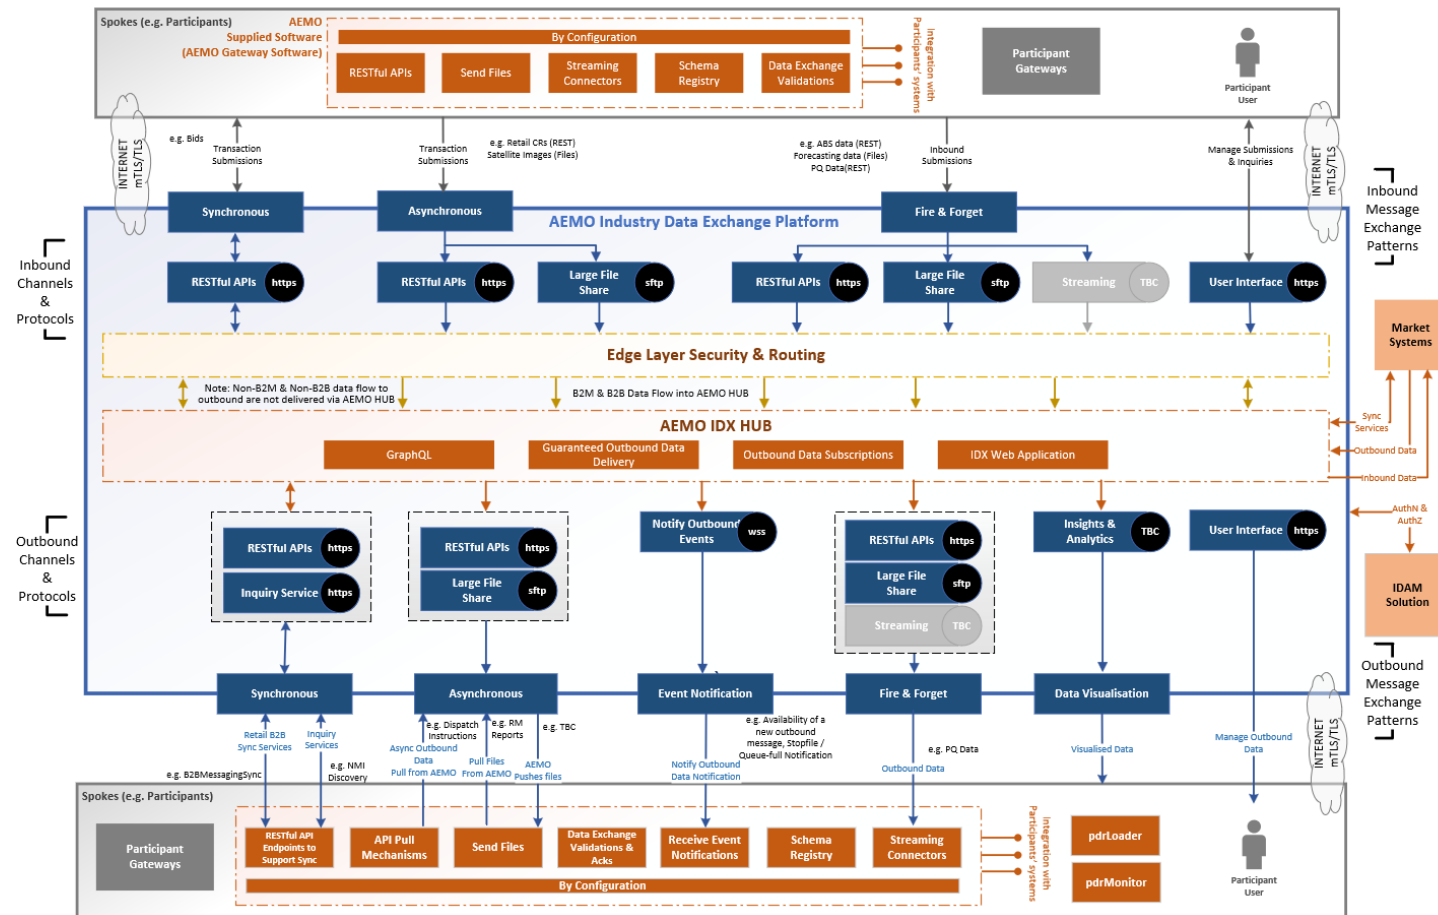 Spokes (e.g. Participants)
AEMO
Supplied Software
(AEMO Gateway Software)
By Configuration
RESTful APIs
Send Files
Streaming
Connectors
Schema
Registry
Data Exchange
Validations
Integration with
Participants' systems
Participant
Gateways
Participant
User
INTERNET
mTLS/TLS
e.g. Bids
Transaction
Submissions
Transaction
Submissions
e.g. Retail CRs (REST)
Satellite Images (Files)
e.g. ABS data (REST)
Forecasting data (Files)
PQ Data(REST)
Inbound
Submissions
Manage Submissions
& Inquiries
INTERNET
mTLS/TLS
Inbound
Message
Exchange
Patterns
Synchronous
Asynchronous
AEMO Industry Data Exchange Platform
Fire & Forget
Inbound
Channels
&
Protocols
RESTful APIs
https
RESTful APIs
https
Large File
Share
sftp
RESTful APIs
https
Large File
Share
sftp
Streaming
TBC
User Interface
https
Market
Systems
Edge Layer Security & Routing
Note: Non-B2M & Non-B2B data flow to
outbound are not delivered via AEMO HUB
B2M & B2B Data Flow into AEMO HUB
AEMO IDX HUB
GraphQL
Guaranteed Outbound Data
Delivery
Outbound Data Subscriptions
IDX Web Application
Sync
Services
Outbound Data
Inbound Data
AuthN &
AuthZ
IDAM
Solution
Outbound
Channels
&
Protocols
RESTful APIs
https
Inquiry Service
https
RESTful APIs
https
Large File
Share
sftp
Notify Outbound
Events
wss
RESTful APIs
https
Large File
Share
sftp
Streaming
TBC
Insights &
Analytics
TBC
User Interface
https
Outbound
Message
Exchange
Patterns
Synchronous
Asynchronous
Event Notification
Fire & Forget
Data Visualisation
Retail B2B
Sync Services
Inquiry
Services
e.g. B2BMessagingSync
e.g. NMI
Discovery
e.g. Dispatch
Instructions
Async Outbound
Data
Pull from AEMO
e.g. RM
Reports
Pull Files
From AEMO
e.g. TBC
AEMO
Pushes files
e.g. Availability of a
new outbound
message, Stopfile /
Queue-full Notification
Notify Outbound
Data Notification
e.g. PQ Data
Outbound Data
Visualised Data
Manage Outbound
Data
INTERNET
mTLS/TLS
Spokes (e.g. Participants)
Participant
Gateways
RESTful API
Endpoints to
Support Sync
API Pull
Mechanisms
Send Files
Data Exchange
Validations &
Acks
Receive Event
Notifications
Schema
Registry
Streaming
Connectors
By Configuration
Integration with
Participants' systems
pdrLoader
pdrMonitor
Participant
User